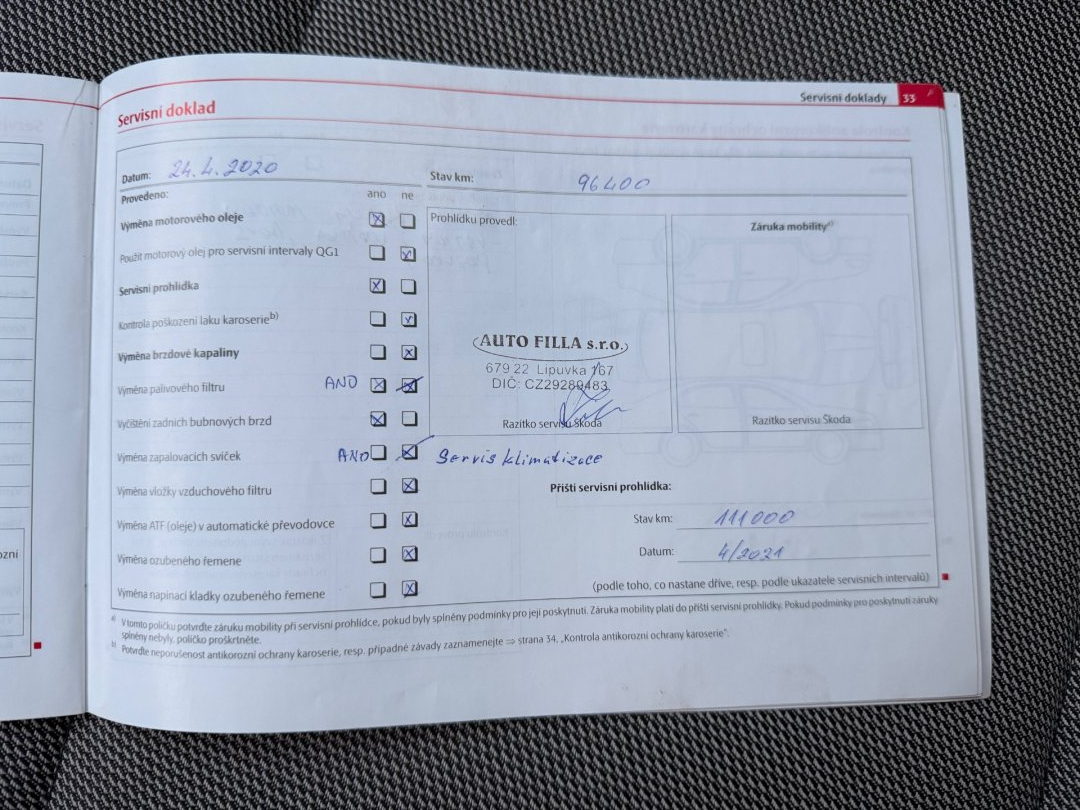 Servisní doklady 33
Servisní doklad
Datum: 24.4.2020
Stav km: 96400
Provedeno: ano ne
Výměna motorového oleje
Použit motorový olej pro servisní intervaly QG1
Servisní prohlídka
Kontrola poškození laku karoserie b)
Výměna brzdové kapaliny
Výměna palivového filtru ANO
Vyčištění zadních bubnových brzd
Výměna zapalovacích svíček ANO
Výměna vložky vzduchového filtru
Výměna ATF (oleje) v automatické převodovce
Výměna ozubeného řemene
Výměna napínací kladky ozubeného řemene
Prohlídku provedl:
AUTO FILLA s.r.o.
679 22 Lipuvka 167
DIČ: CZ29289483
Razítko servisu Škoda
Záruka mobility a)
Razítko servisu Škoda
Servis klimatizace
Příští servisní prohlídka:
Stav km: 111000
Datum: 4/2021
(podle toho, co nastane dříve, resp. podle ukazatele servisních intervalů)
a) V tomto políčku potvrďte záruku mobility při servisní prohlídce, pokud byly splněny podmínky pro její poskytnutí. Záruka mobility platí do příští servisní prohlídky. Pokud podmínky pro poskytnutí záruky
splněny nebyly, políčko proškrtněte.
b) Potvrďte neporušenost antikorozní ochrany karoserie, resp. případné závady zaznamenejte ⇒ strana 34, „Kontrola antikorozní ochrany karoserie".